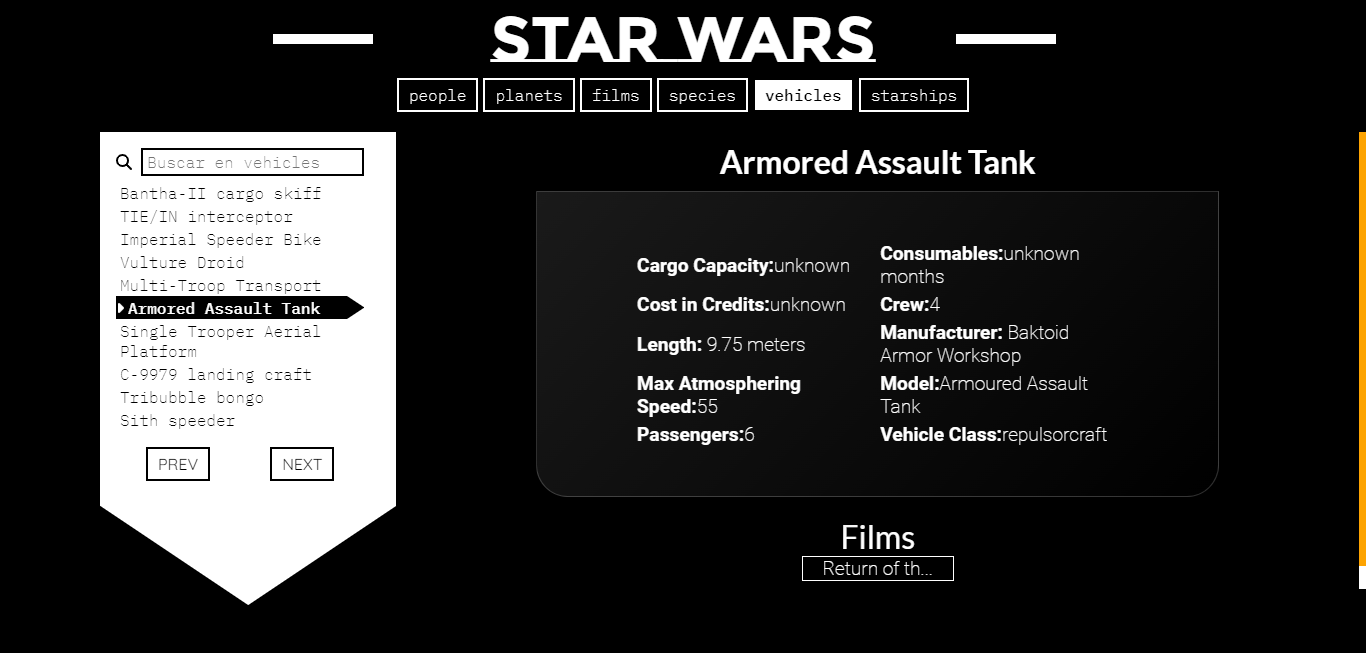 STAR WARS
people planets films species vehicles starships
Buscar en vehicles
Bantha-II cargo skiff
TIE/IN interceptor
Imperial Speeder Bike
Vulture Droid
Multi-Troop Transport
Armored Assault Tank
Single Trooper Aerial
Platform
C-9979 landing craft
Tribubble bongo
Sith speeder
PREV NEXT
Armored Assault Tank
Cargo Capacity:unknown
Consumables:unknown
months
Cost in Credits:unknown
Crew:4
Length: 9.75 meters
Manufacturer: Baktoid
Armor Workshop
Max Atmosphering
Speed:55
Model:Armoured Assault
Tank
Passengers:6
Vehicle Class:repulsorcraft
Films
Return of th...